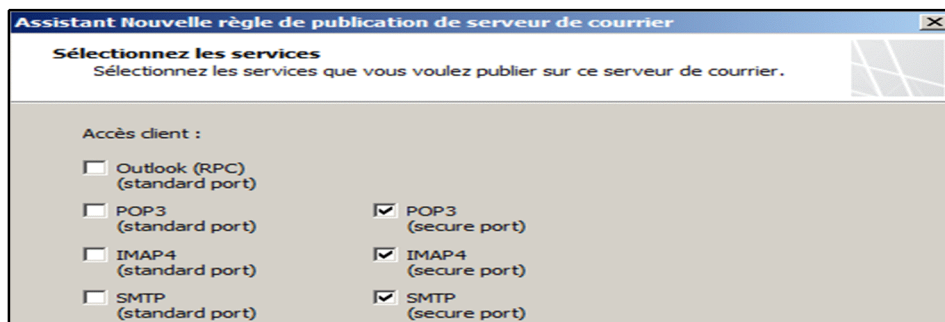 Assistant Nouvelle règle de publication de serveur de courrier
Sélectionnez les services
Sélectionnez les services que vous voulez publier sur ce serveur de courrier.
Accès client :
Outlook (RPC)
(standard port)
POP3
(standard port)
POP3
(secure port)
IMAP4
(standard port)
IMAP4
(secure port)
SMTP
(standard port)
SMTP
(secure port)